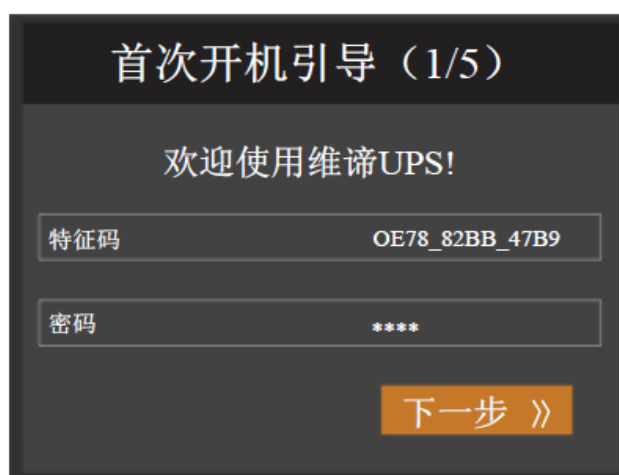 首次开机引导（1/5）
欢迎使用维谛UPS!
特征码 OE78_82BB_47B9
密码 ****
下一步 》